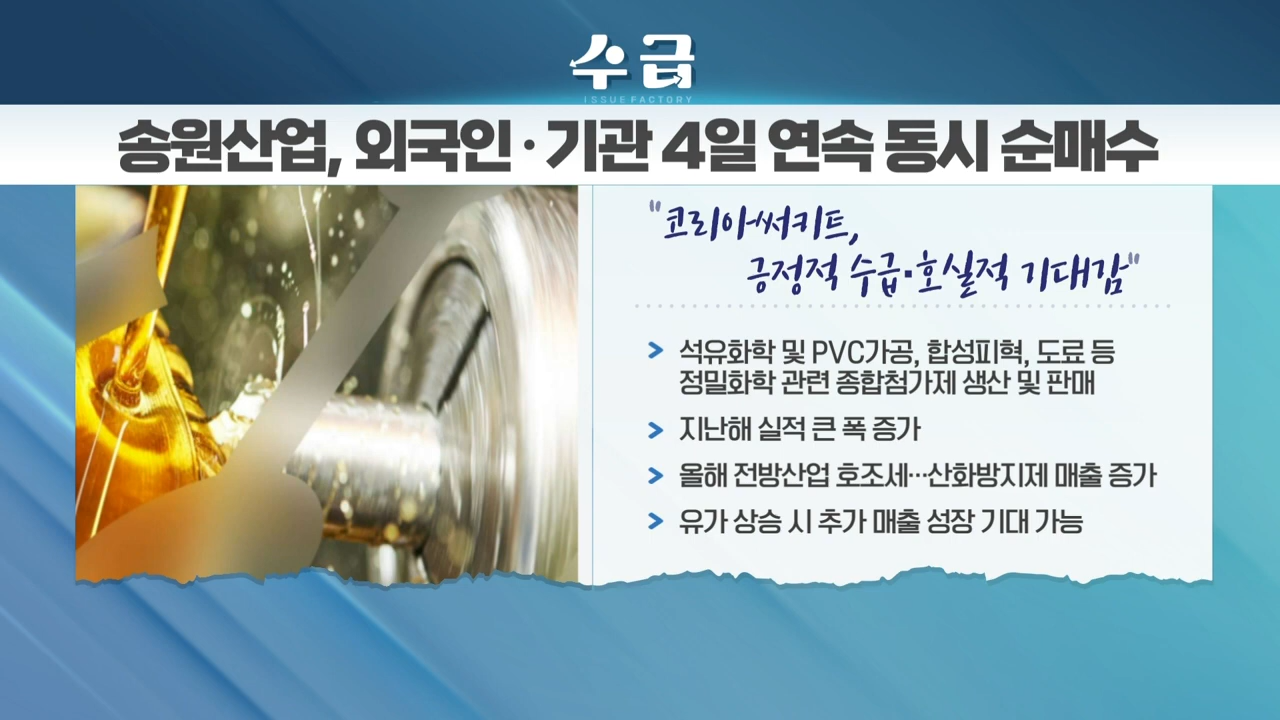 수급
ISSUE FACTORY
송원산업, 외국인·기관 4일 연속 동시 순매수
"코리아써키트,
긍정적 수급·호실적 기대감"
> 석유화학 및 PVC가공, 합성피혁, 도료 등
정밀화학 관련 종합첨가제 생산 및 판매
> 지난해 실적 큰 폭 증가
> 올해 전방산업 호조세…산화방지제 매출 증가
> 유가 상승 시 추가 매출 성장 기대 가능